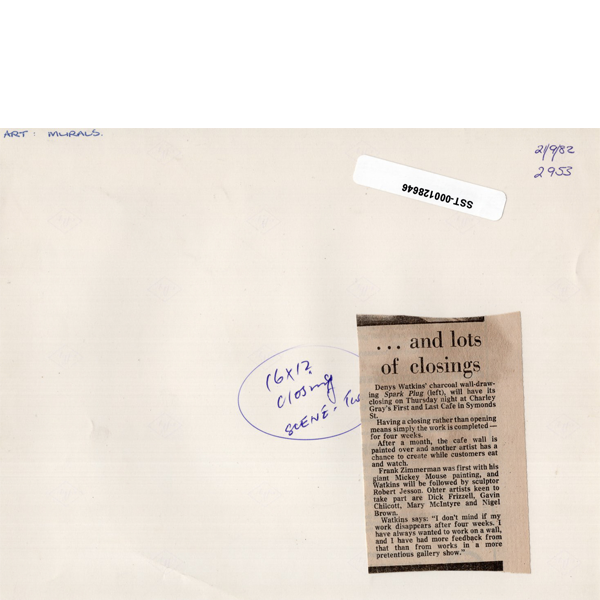 ART: MURALS.
2/9/82
2953
SST-000128646
16x12
closing
SCENE:
... and lots
of closings
Denys Watkins' charcoal wall-draw-
ing Spark Plug (left), will have its
closing on Thursday night at Charley
Gray's First and Last Cafe in Symonds
St.
Having a closing rather than opening
means simply the work is completed —
for four weeks.
After a month, the cafe wall is
painted over and another artist has a
chance to create while customers eat
and watch.
Frank Zimmerman was first with his
giant Mickey Mouse painting, and
Watkins will be followed by sculptor
Robert Jesson. Ohter artists keen to
take part are Dick Frizzell, Gavin
Chilcott, Mary McIntyre and Nigel
Brown.
Watkins says: "I don't mind if my
work disappears after four weeks. I
have always wanted to work on a wall,
and I have had more feedback from
that than from works in a more
pretentious gallery show."